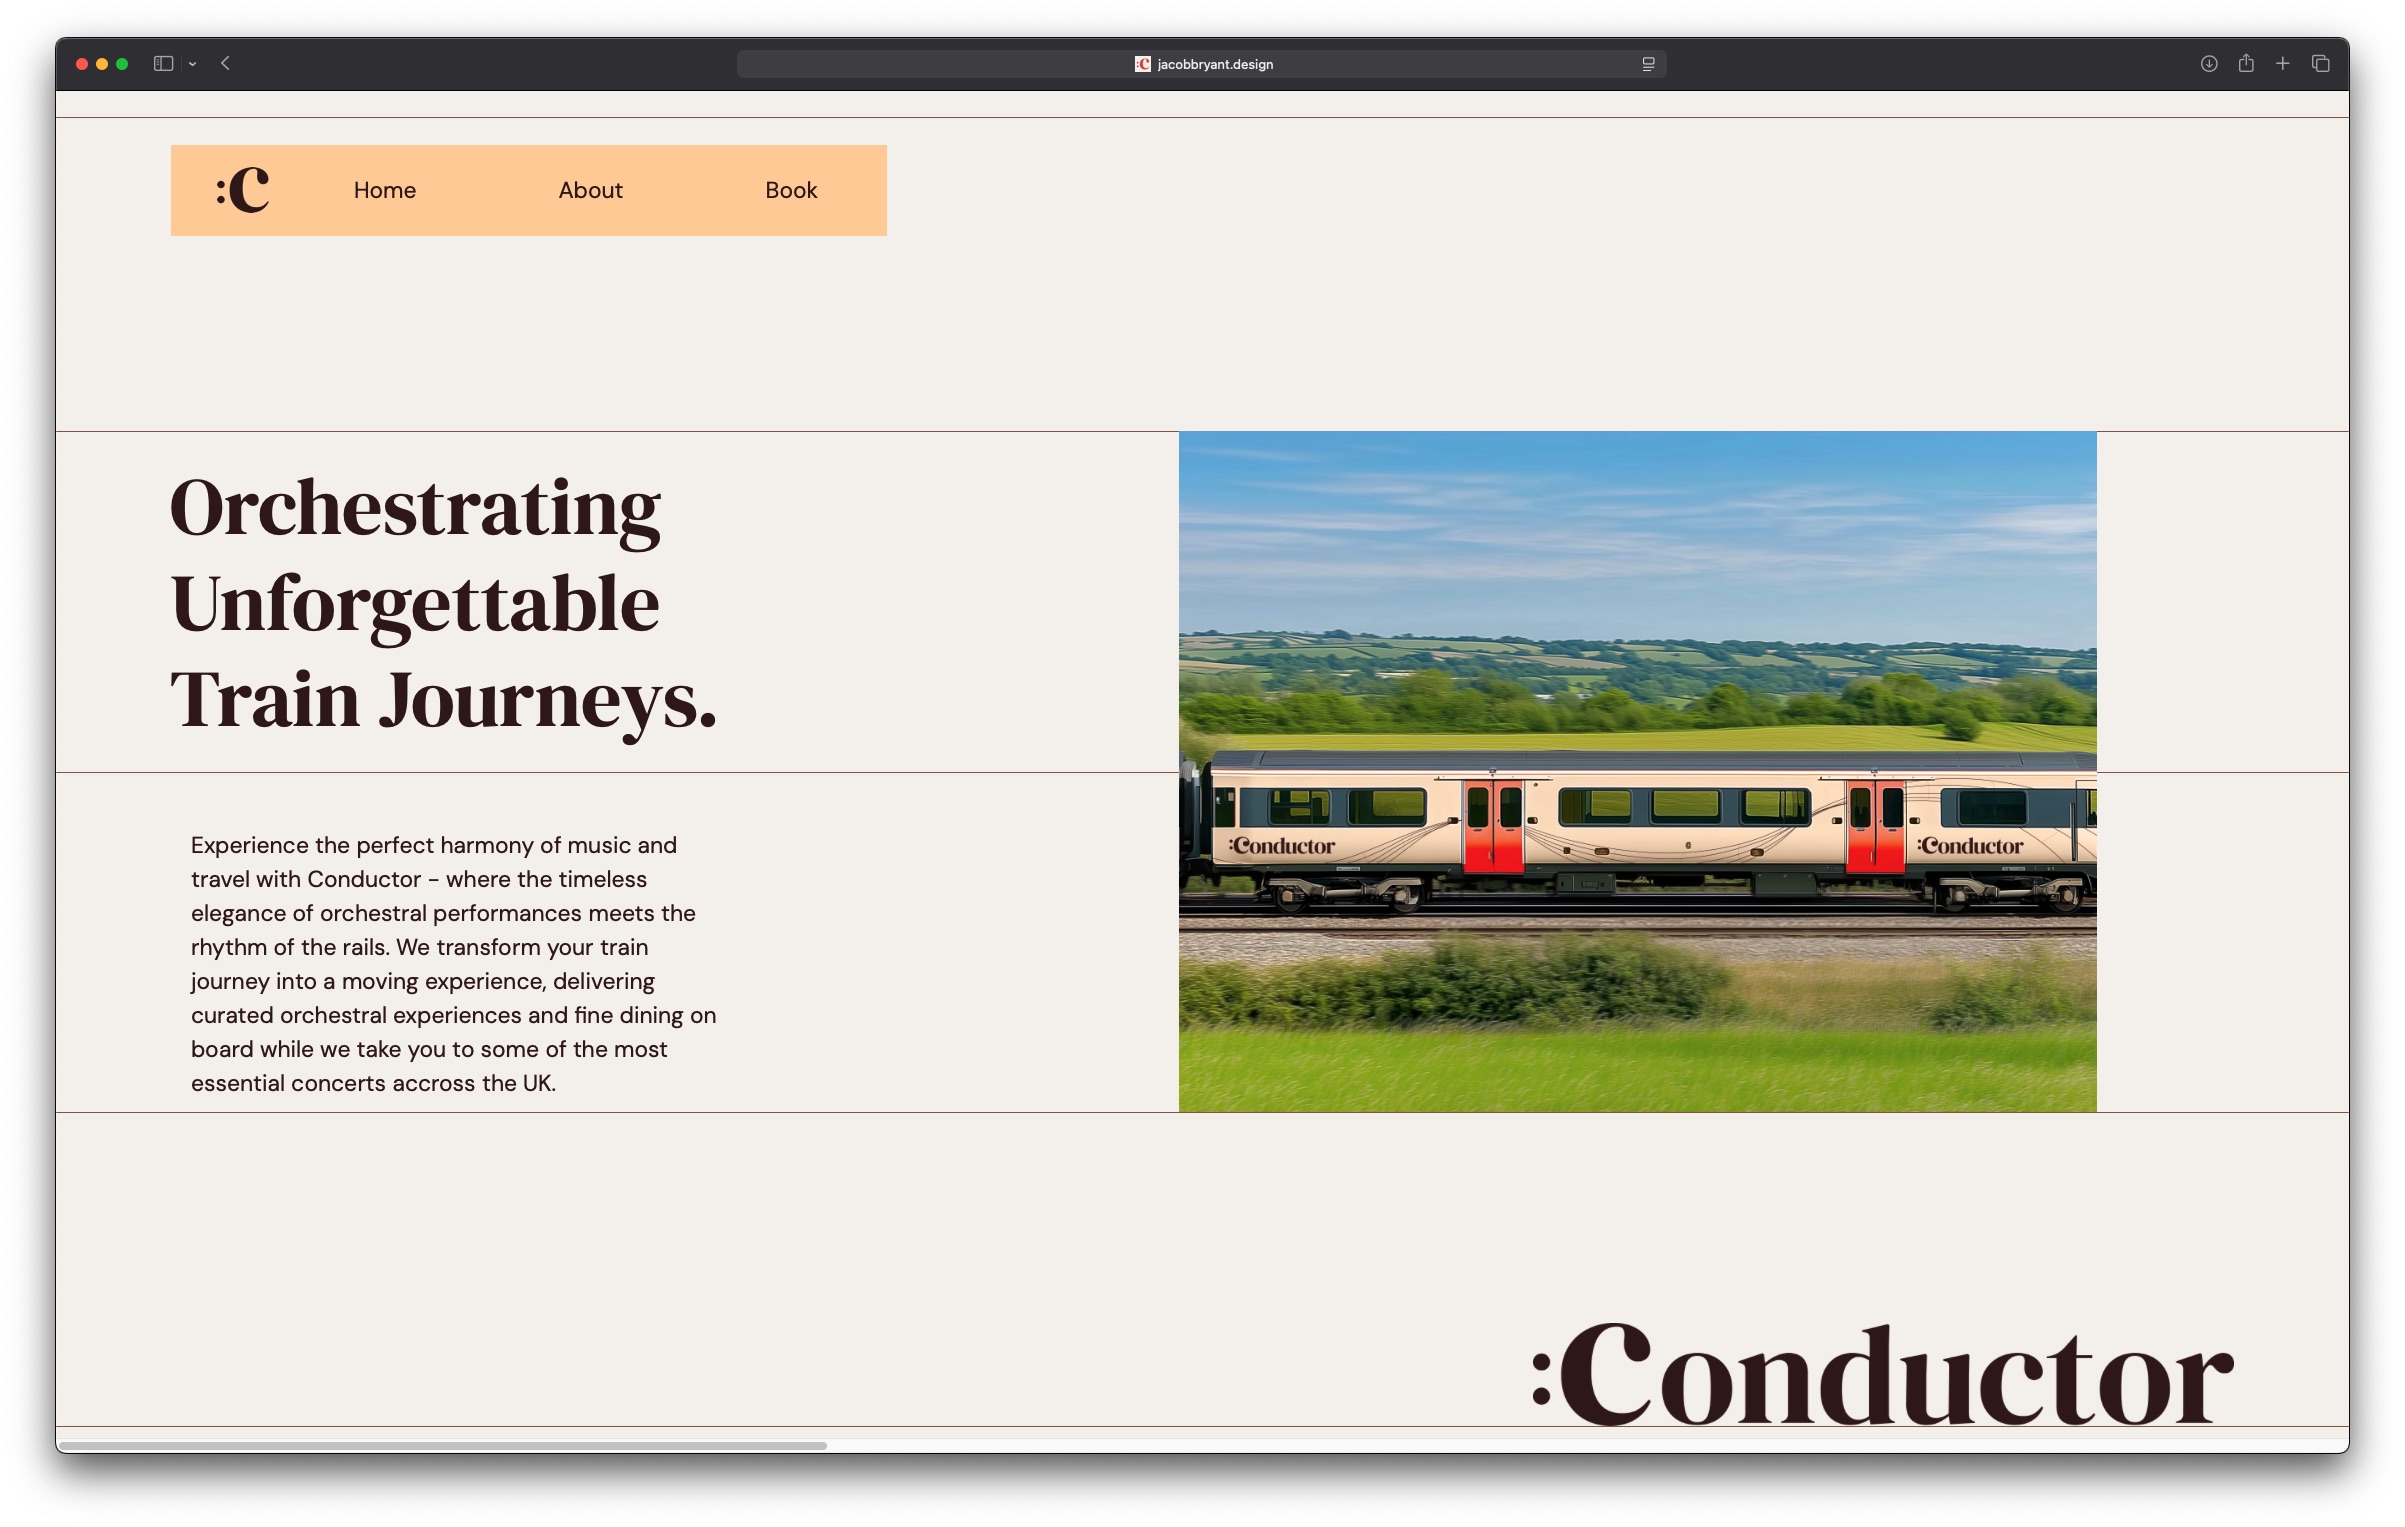 jacobbryant.design
:C Home About Book
Orchestrating
Unforgettable
Train Journeys.
Experience the perfect harmony of music and
travel with Conductor - where the timeless
elegance of orchestral performances meets the
rhythm of the rails. We transform your train
journey into a moving experience, delivering
curated orchestral experiences and fine dining on
board while we take you to some of the most
essential concerts accross the UK.
:Conductor
:Conductor
:Conductor